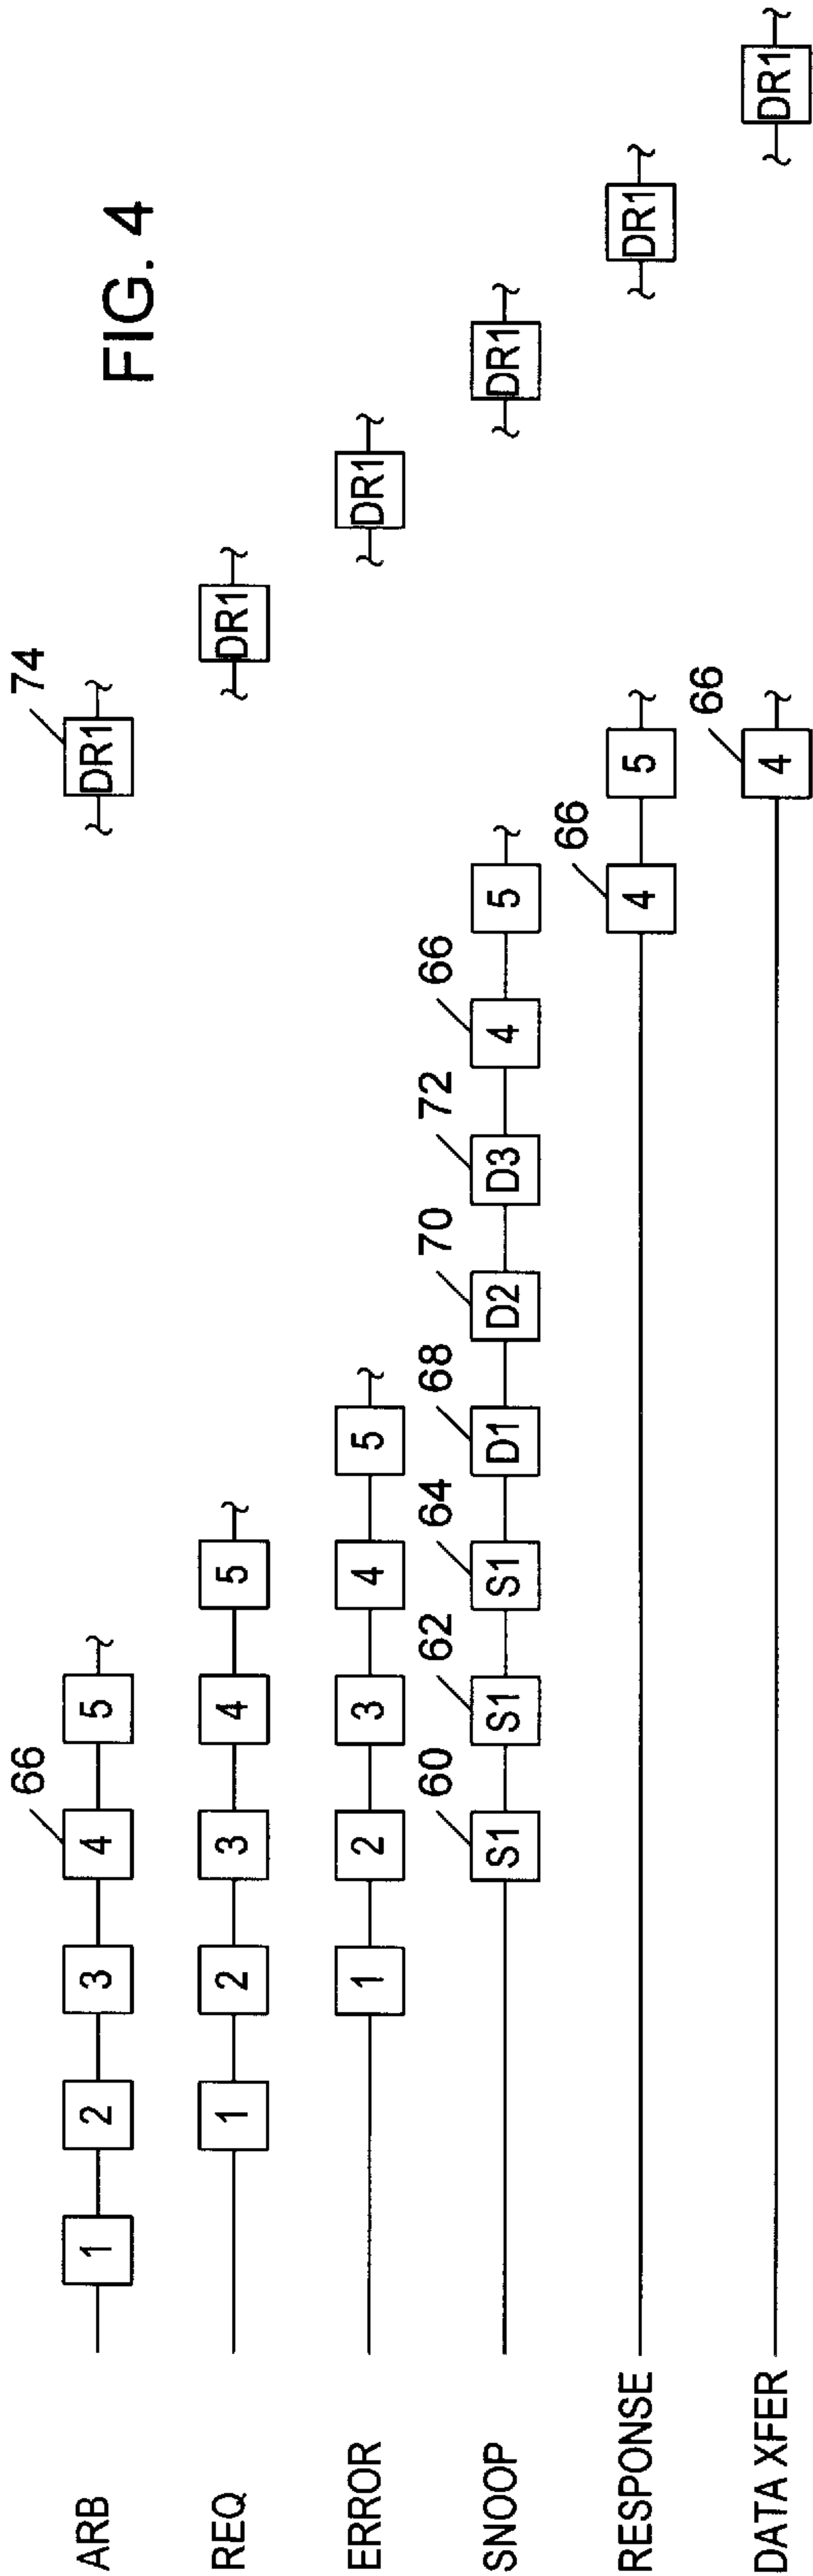 FIG. 4
74
66
ARB 1 2 3 4 5 DR1
REQ 1 2 3 4 5 DR1
ERROR 1 2 3 4 5 DR1
60 62 64 68 70 72 66
SNOOP S1 S1 S1 D1 D2 D3 4 5 DR1
66
RESPONSE 4 5 DR1
66
DATA XFER 4 DR1